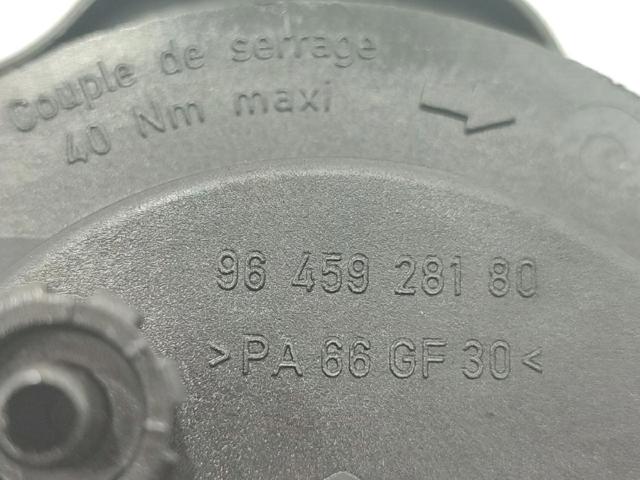 Couple de serrage
40 Nm maxi
96 459 281 80
>PA 66 GF 30<